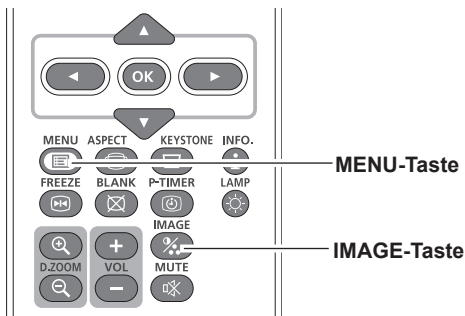 OK
MENU ASPECT KEYSTONE INFO.
MENU-Taste
FREEZE BLANK P-TIMER LAMP
IMAGE
IMAGE-Taste
D.ZOOM VOL MUTE